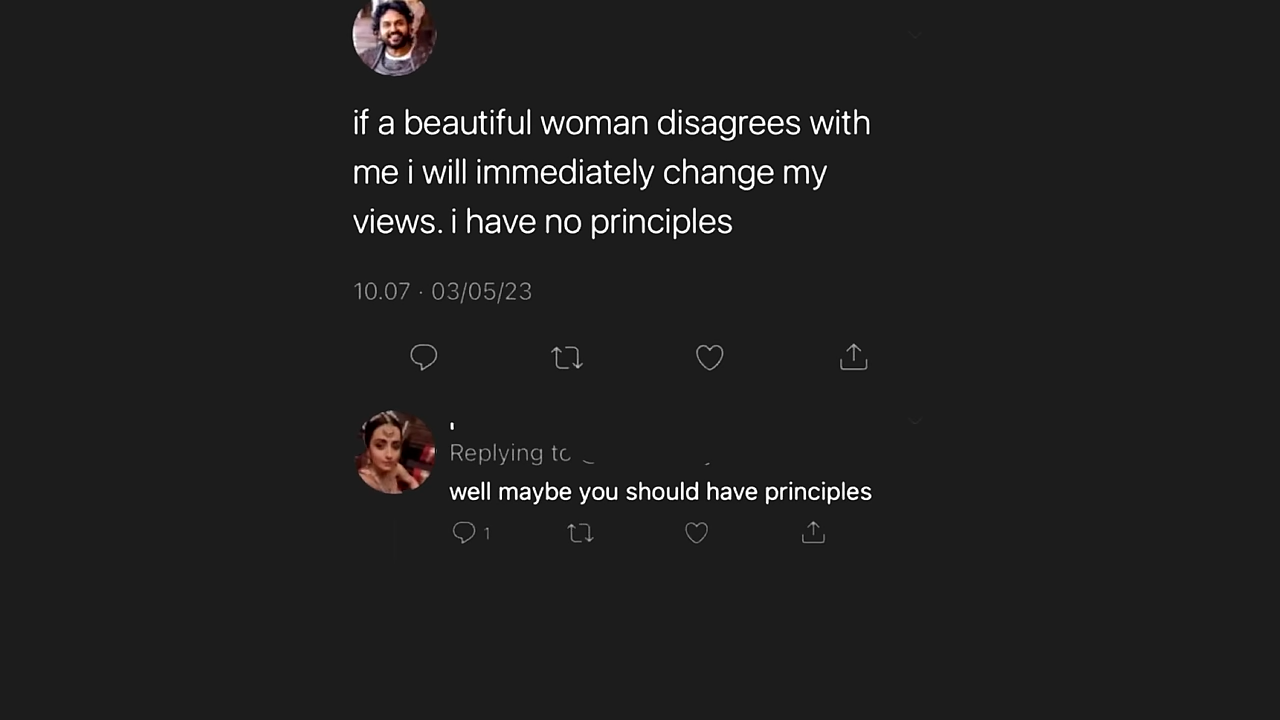 if a beautiful woman disagrees with
me i will immediately change my
views. i have no principles
10.07 · 03/05/23
Replying to
well maybe you should have principles
1